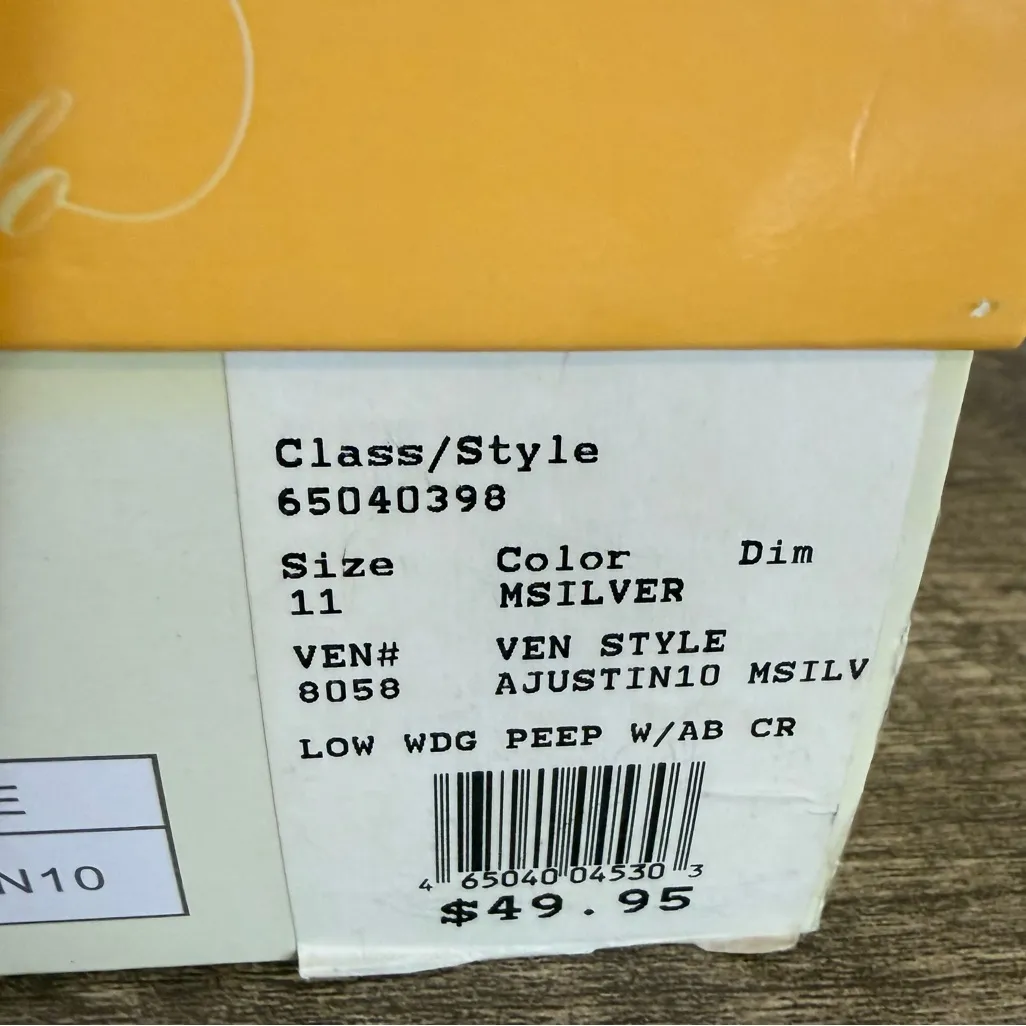 Class/Style
65040398
Size Color Dim
11 MSILVER
VEN# VEN STYLE
8058 AJUSTIN10 MSILV
LOW WDG PEEP W/AB CR
4 65040 04530 3
$49.95
E
N10